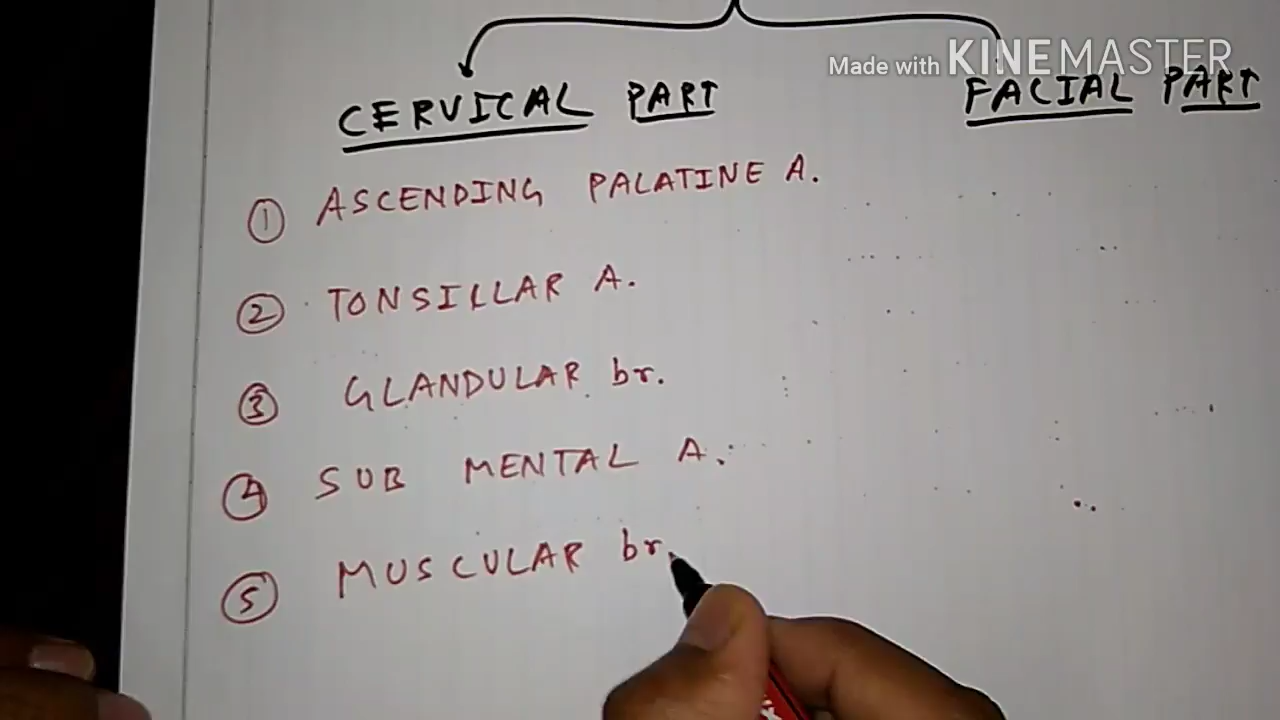 Made with KINEMASTER
CERVICAL PART
FACIAL PART
① ASCENDING PALATINE A.
② TONSILLAR A.
③ GLANDULAR br.
④ SUB MENTAL A.
⑤ MUSCULAR br